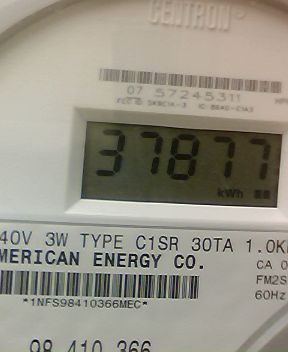 CENTRON
07 57245311
37877
kWh
40V 3W TYPE C1SR 30TA 1.0K
MERICAN ENERGY CO.
CA 0
FM2S
60Hz
*1NFS98410366MEC*
98 410 366